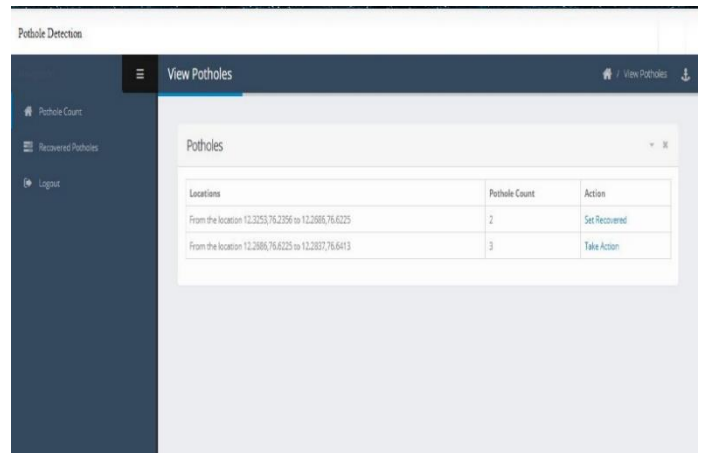 Pothole Detection
View Potholes
/ View Potholes
Pothole Count
Recovered Potholes
Logout
Potholes
Locations Pothole Count Action
From the location 12.3253,76.2356 to 12.2686,76.6225 2 Set Recovered
From the location 12.2686,76.6225 to 12.2837,76.6413 3 Take Action